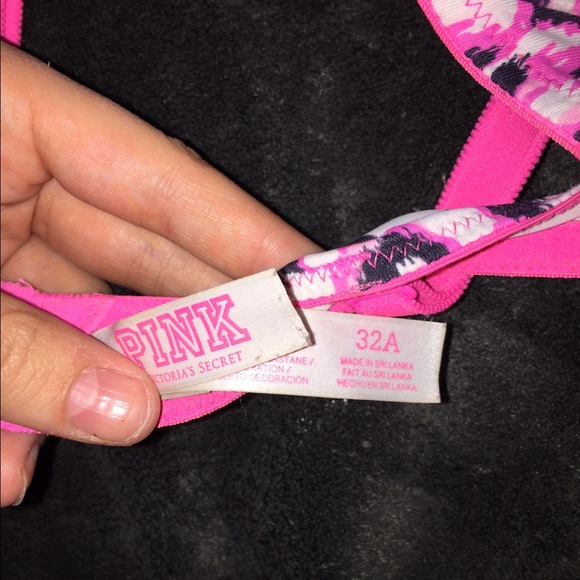 PINK
VICTORIA'S SECRET
32A
MADE IN SRI LANKA
FAIT AU SRI LANKA
HECHO EN SRI LANKA